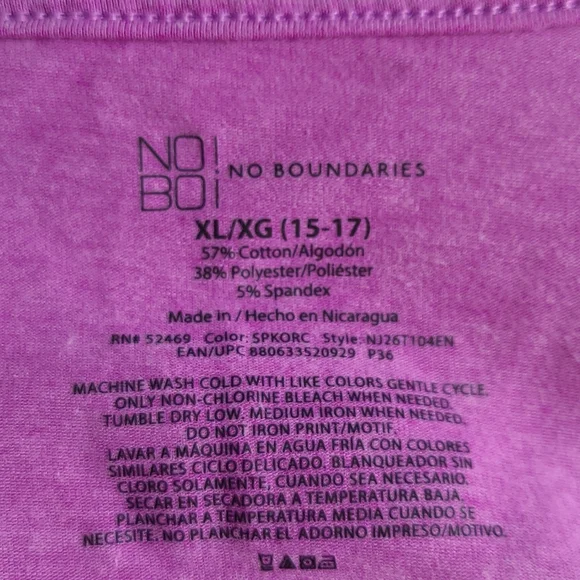 NO!
BO!
NO BOUNDARIES
XL/XG (15-17)
57% Cotton/Algodón
38% Polyester/Poliéster
5% Spandex
Made in / Hecho en Nicaragua
RN# 52469 Color: SPKORC Style: NJ26T104EN
EAN/UPC 880633520929 P36
MACHINE WASH COLD WITH LIKE COLORS GENTLE CYCLE.
ONLY NON-CHLORINE BLEACH WHEN NEEDED.
TUMBLE DRY LOW. MEDIUM IRON WHEN NEEDED.
DO NOT IRON PRINT/MOTIF.
LAVAR A MÁQUINA EN AGUA FRÍA CON COLORES
SIMILARES CICLO DELICADO. BLANQUEADOR SIN
CLORO SOLAMENTE, CUANDO SEA NECESARIO.
SECAR EN SECADORA A TEMPERATURA BAJA.
PLANCHAR A TEMPERATURA MEDIA CUANDO SE
NECESITE. NO PLANCHAR EL ADORNO IMPRESO/MOTIVO.